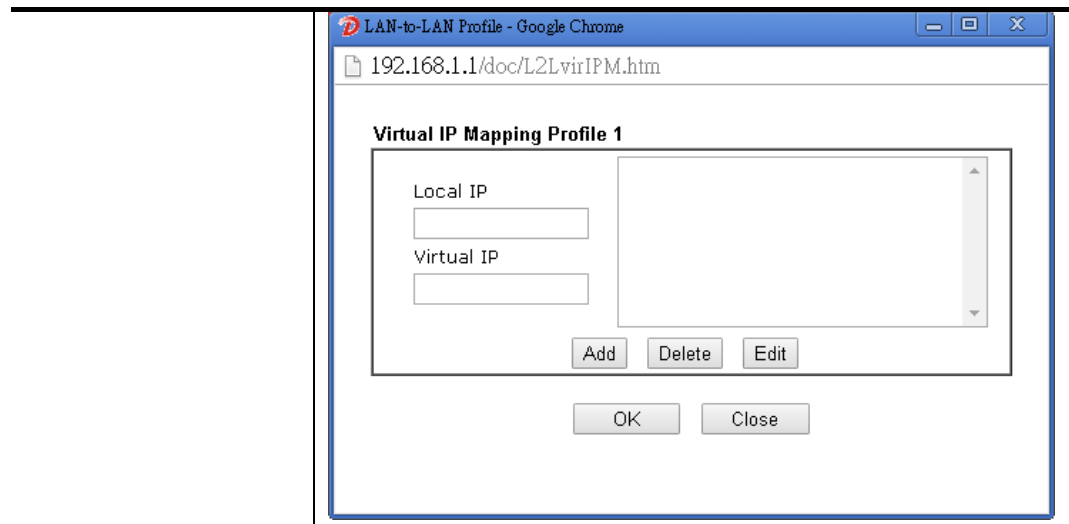 LAN-to-LAN Profile - Google Chrome
192.168.1.1/doc/L2LvirIPM.htm
Virtual IP Mapping Profile 1
Local IP
Virtual IP
Add Delete Edit
OK Close